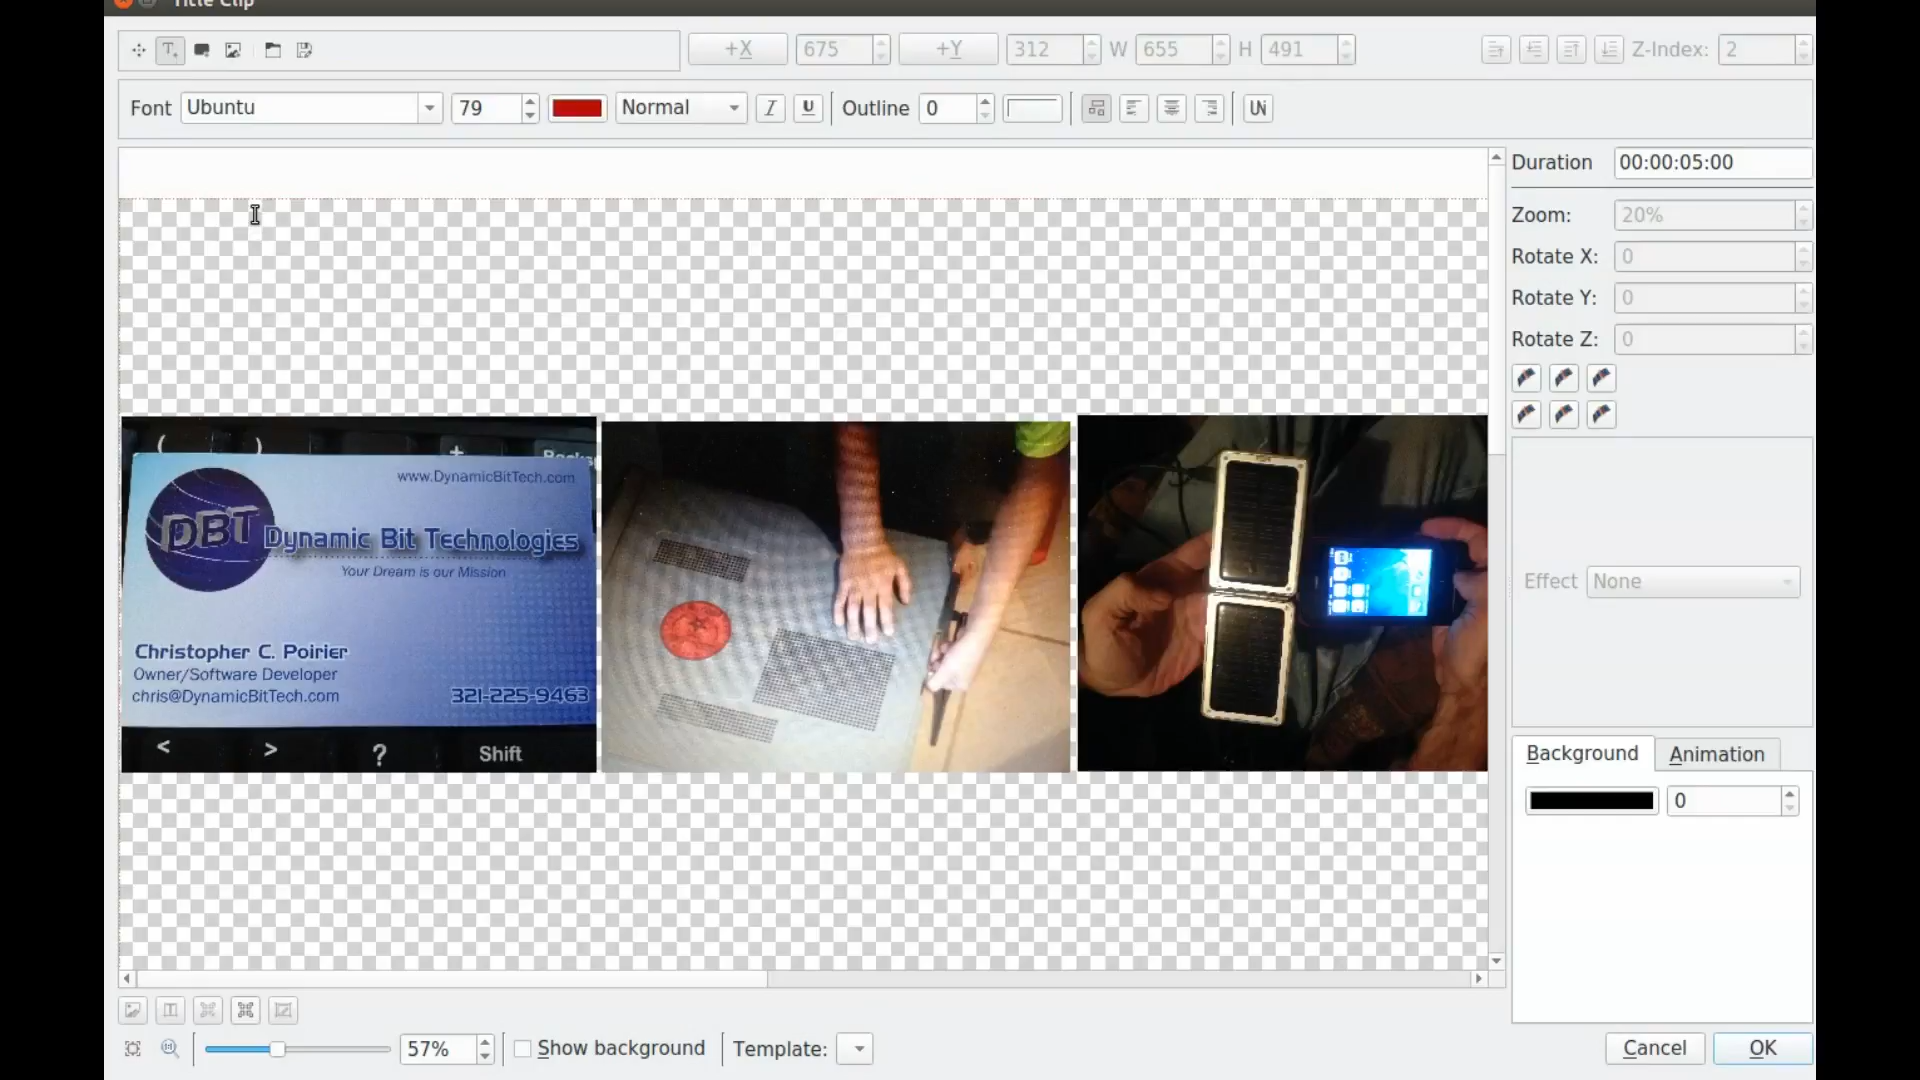 Title Clip
+X 675 +Y 312 W 655 H 491 Z-Index: 2
Font Ubuntu 79 Normal I U Outline 0 UN
Duration 00:00:05:00
Zoom: 20%
Rotate X: 0
Rotate Y: 0
Rotate Z: 0
( ) +
www.DynamicBitTech.com
DBT Dynamic Bit Technologies
Your Dream is our Mission
Christopher C. Poirier
Owner/Software Developer
chris@DynamicBitTech.com 321-225-9463
< > ? Shift
Effect None
Background Animation
0
57% Show background Template: Cancel OK